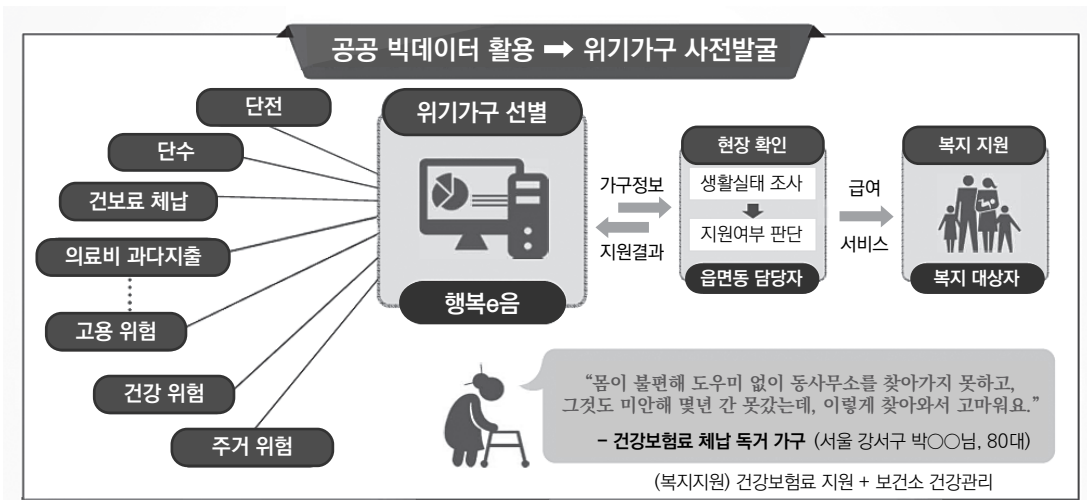 공공 빅데이터 활용 ➡ 위기가구 사전발굴
단전
단수
건보료 체납
의료비 과다지출
고용 위험
건강 위험
주거 위험
위기가구 선별
행복e음
가구정보
지원결과
현장 확인
생활실태 조사
지원여부 판단
읍면동 담당자
급여
서비스
복지 지원
복지 대상자
“몸이 불편해 도우미 없이 동사무소를 찾아가지 못하고,
그것도 미안해 몇년 간 못갔는데, 이렇게 찾아와서 고마워요.”
– 건강보험료 체납 독거 가구 (서울 강서구 박○○님, 80대)
(복지지원) 건강보험료 지원 + 보건소 건강관리